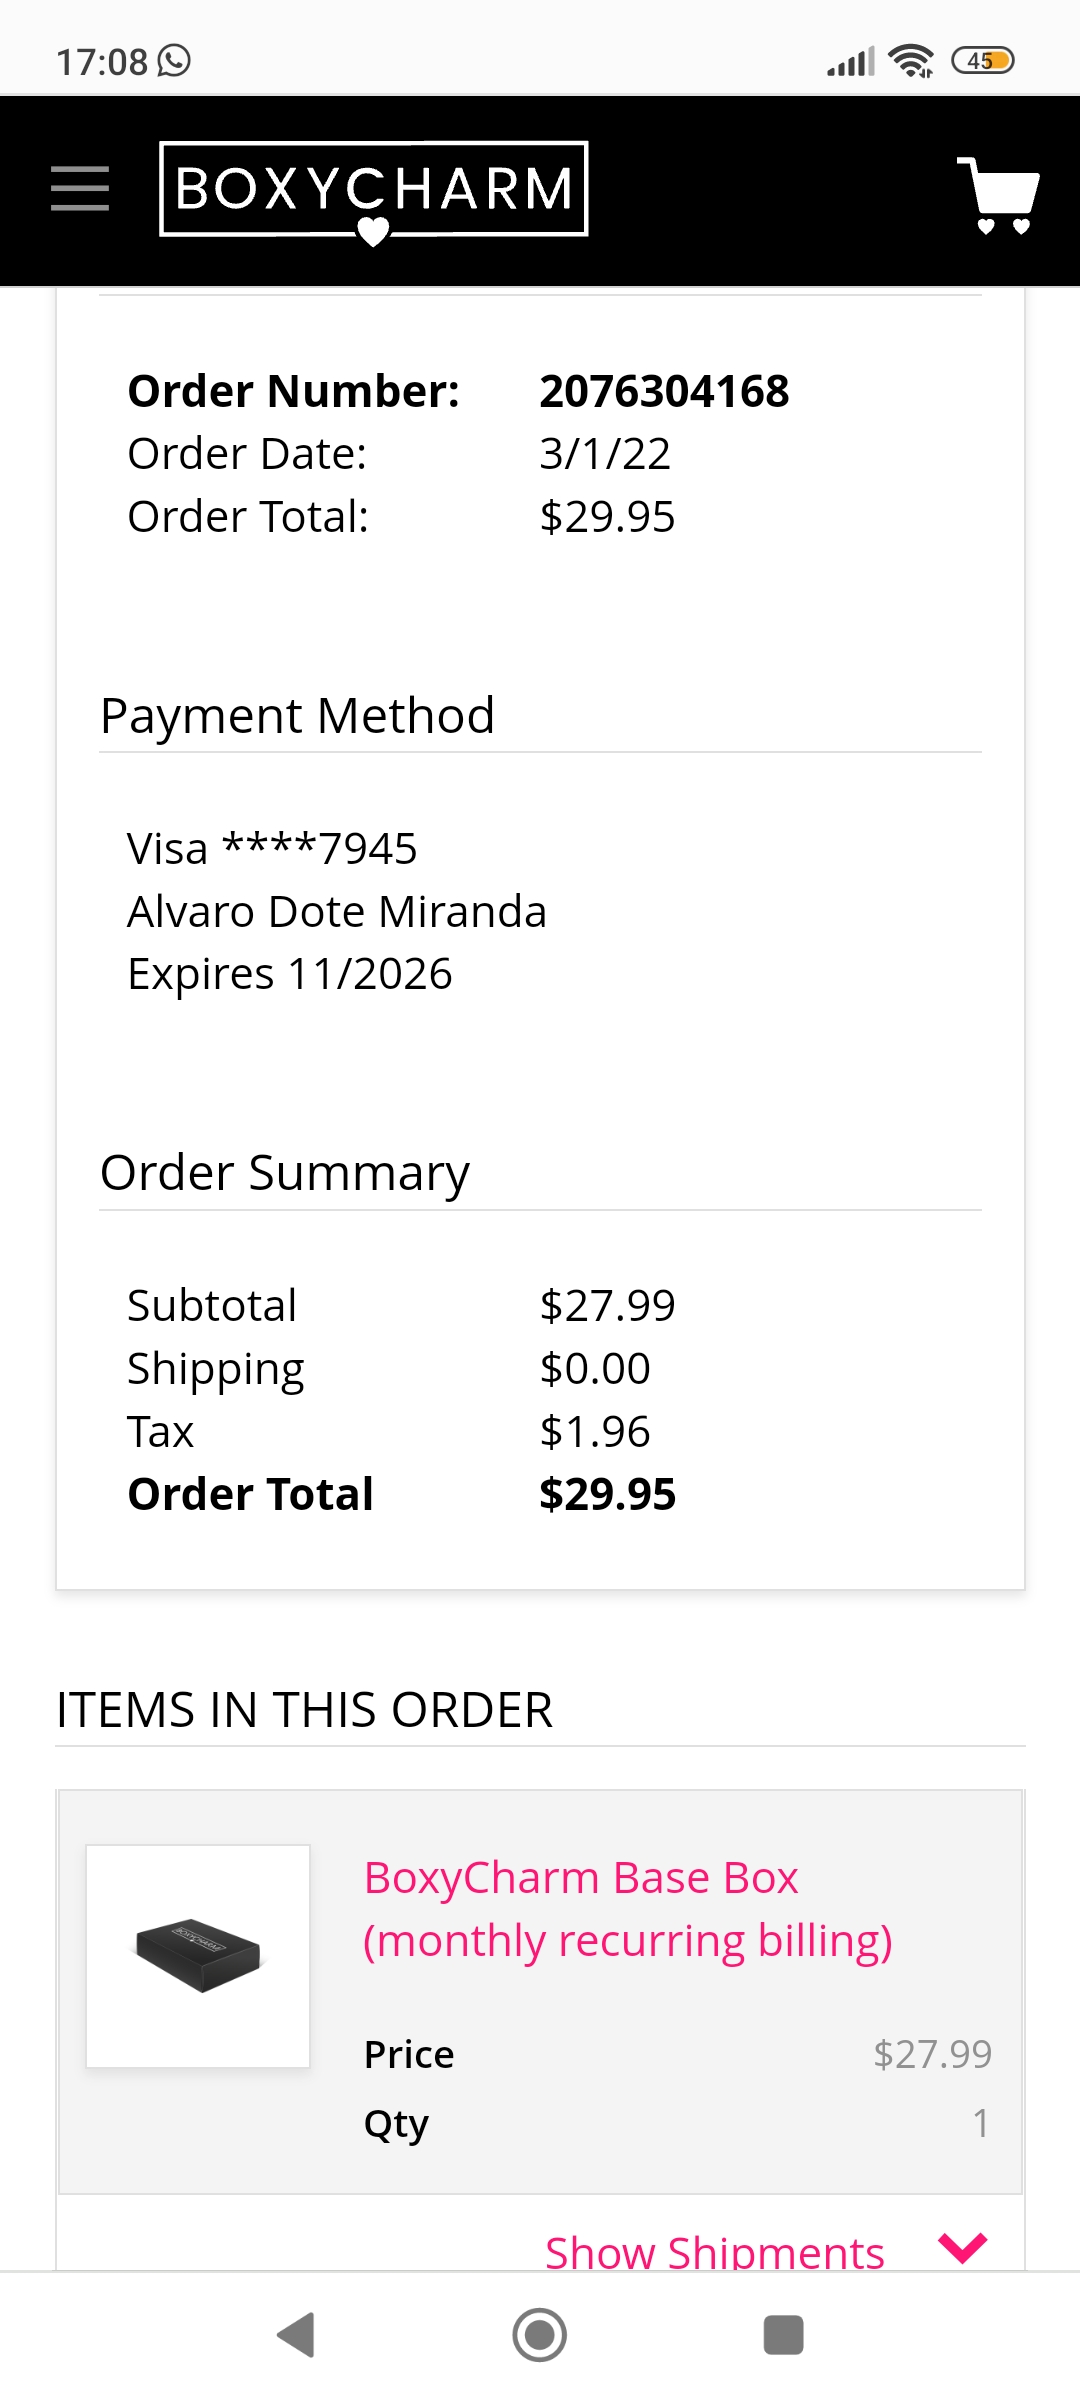 17:08
45
BOXYCHARM
Order Number: 2076304168
Order Date: 3/1/22
Order Total: $29.95
Payment Method
Visa ****7945
Alvaro Dote Miranda
Expires 11/2026
Order Summary
Subtotal $27.99
Shipping $0.00
Tax $1.96
Order Total $29.95
ITEMS IN THIS ORDER
BOXYCHARM
BoxyCharm Base Box
(monthly recurring billing)
Price $27.99
Qty 1
Show Shipments